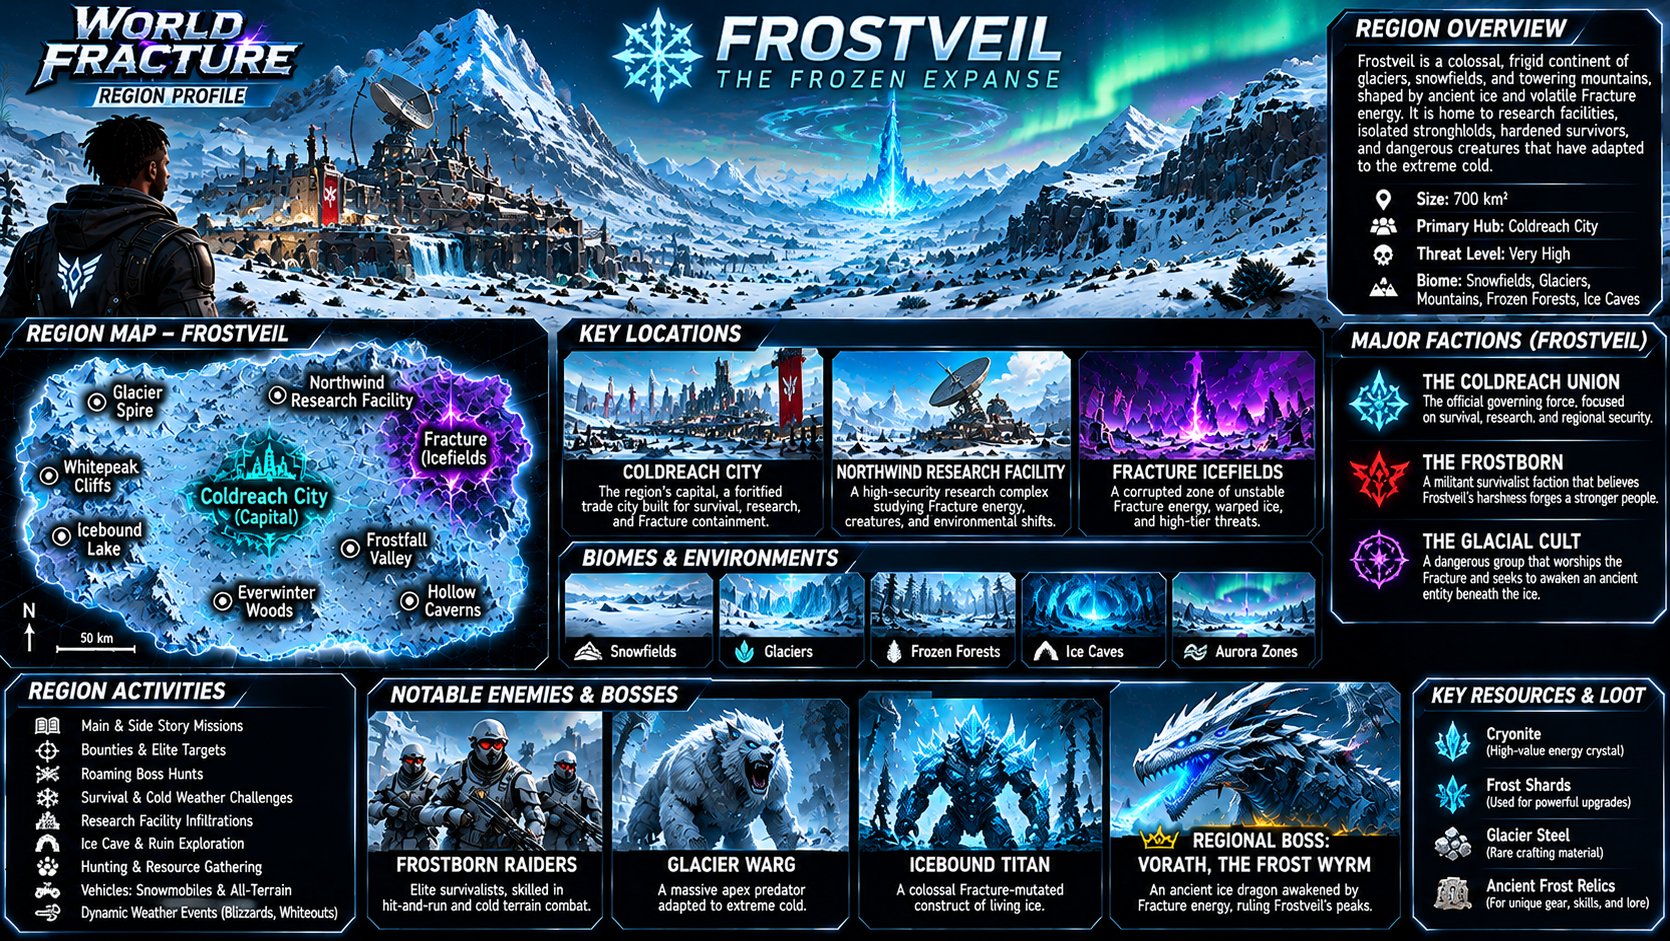 WORLD
FRACTURE
REGION PROFILE
FROSTVEIL
THE FROZEN EXPANSE
REGION OVERVIEW
Frostveil is a colossal, frigid continent of
glaciers, snowfields, and towering mountains,
shaped by ancient ice and volatile Fracture
energy. It is home to research facilities,
isolated strongholds, hardened survivors,
and dangerous creatures that have adapted
to the extreme cold.
Size: 700 km²
Primary Hub: Coldreach City
Threat Level: Very High
Biome: Snowfields, Glaciers,
Mountains, Frozen Forests, Ice Caves
REGION MAP – FROSTVEIL
Glacier
Spire
Northwind
Research Facility
Fracture
(Icefields
Whitepeak
Cliffs
Coldreach City
(Capital)
Icebound
Lake
Frostfall
Valley
Everwinter
Woods
Hollow
Caverns
N
50 km
KEY LOCATIONS
COLDREACH CITY
The region's capital, a fortified
trade city built for survival, research,
and Fracture containment.
NORTHWIND RESEARCH FACILITY
A high-security research complex
studying Fracture energy,
creatures, and environmental shifts.
FRACTURE ICEFIELDS
A corrupted zone of unstable
Fracture energy, warped ice,
and high-tier threats.
BIOMES & ENVIRONMENTS
Snowfields
Glaciers
Frozen Forests
Ice Caves
Aurora Zones
MAJOR FACTIONS (FROSTVEIL)
THE COLDREACH UNION
The official governing force, focused
on survival, research, and regional security.
THE FROSTBORN
A militant survivalist faction that believes
Frostveil's harshness forges a stronger people.
THE GLACIAL CULT
A dangerous group that worships the
Fracture and seeks to awaken an ancient
entity beneath the ice.
REGION ACTIVITIES
Main & Side Story Missions
Bounties & Elite Targets
Roaming Boss Hunts
Survival & Cold Weather Challenges
Research Facility Infiltrations
Ice Cave & Ruin Exploration
Hunting & Resource Gathering
Vehicles: Snowmobiles & All-Terrain
Dynamic Weather Events (Blizzards, Whiteouts)
NOTABLE ENEMIES & BOSSES
FROSTBORN RAIDERS
Elite survivalists, skilled in
hit-and-run and cold terrain combat.
GLACIER WARG
A massive apex predator
adapted to extreme cold.
ICEBOUND TITAN
A colossal Fracture-mutated
construct of living ice.
REGIONAL BOSS:
VORATH, THE FROST WYRM
An ancient ice dragon awakened by
Fracture energy, ruling Frostveil's peaks.
KEY RESOURCES & LOOT
Cryonite
(High-value energy crystal)
Frost Shards
(Used for powerful upgrades)
Glacier Steel
(Rare crafting material)
Ancient Frost Relics
(For unique gear, skills, and lore)